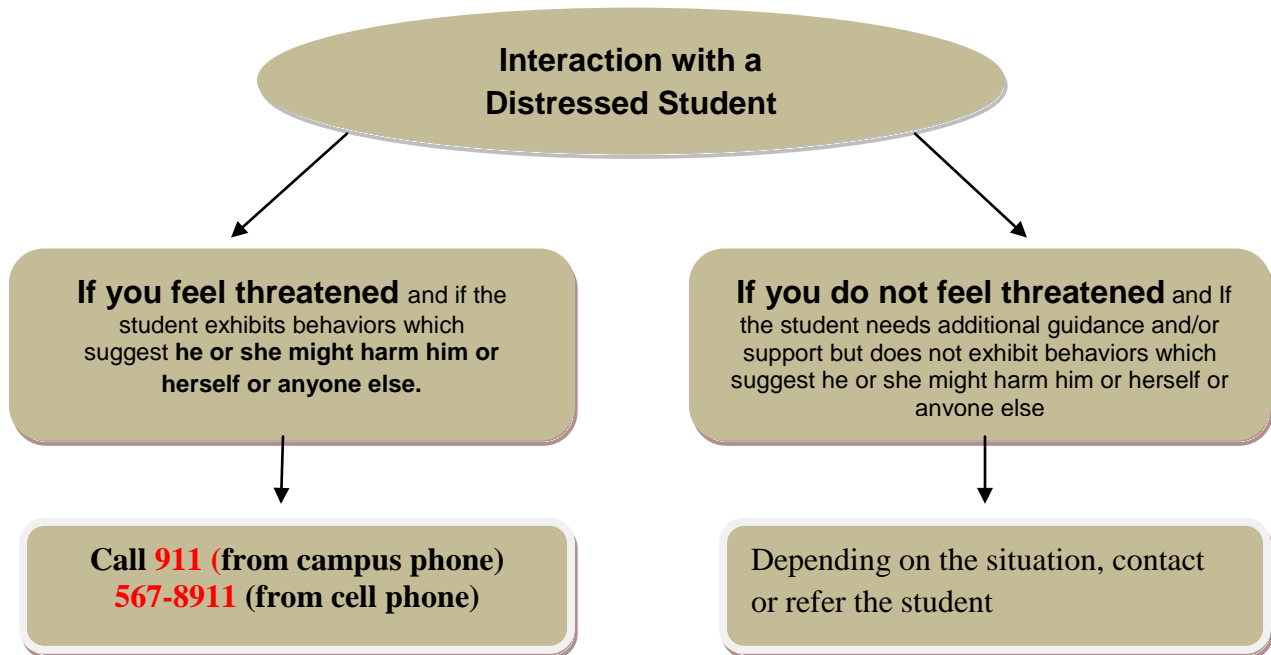 Interaction with a
Distressed Student
If you feel threatened and if the
student exhibits behaviors which
suggest he or she might harm him or
herself or anyone else.
If you do not feel threatened and If
the student needs additional guidance and/or
support but does not exhibit behaviors which
suggest he or she might harm him or herself or
anyone else
Call 911 (from campus phone)
567-8911 (from cell phone)
Depending on the situation, contact
or refer the student